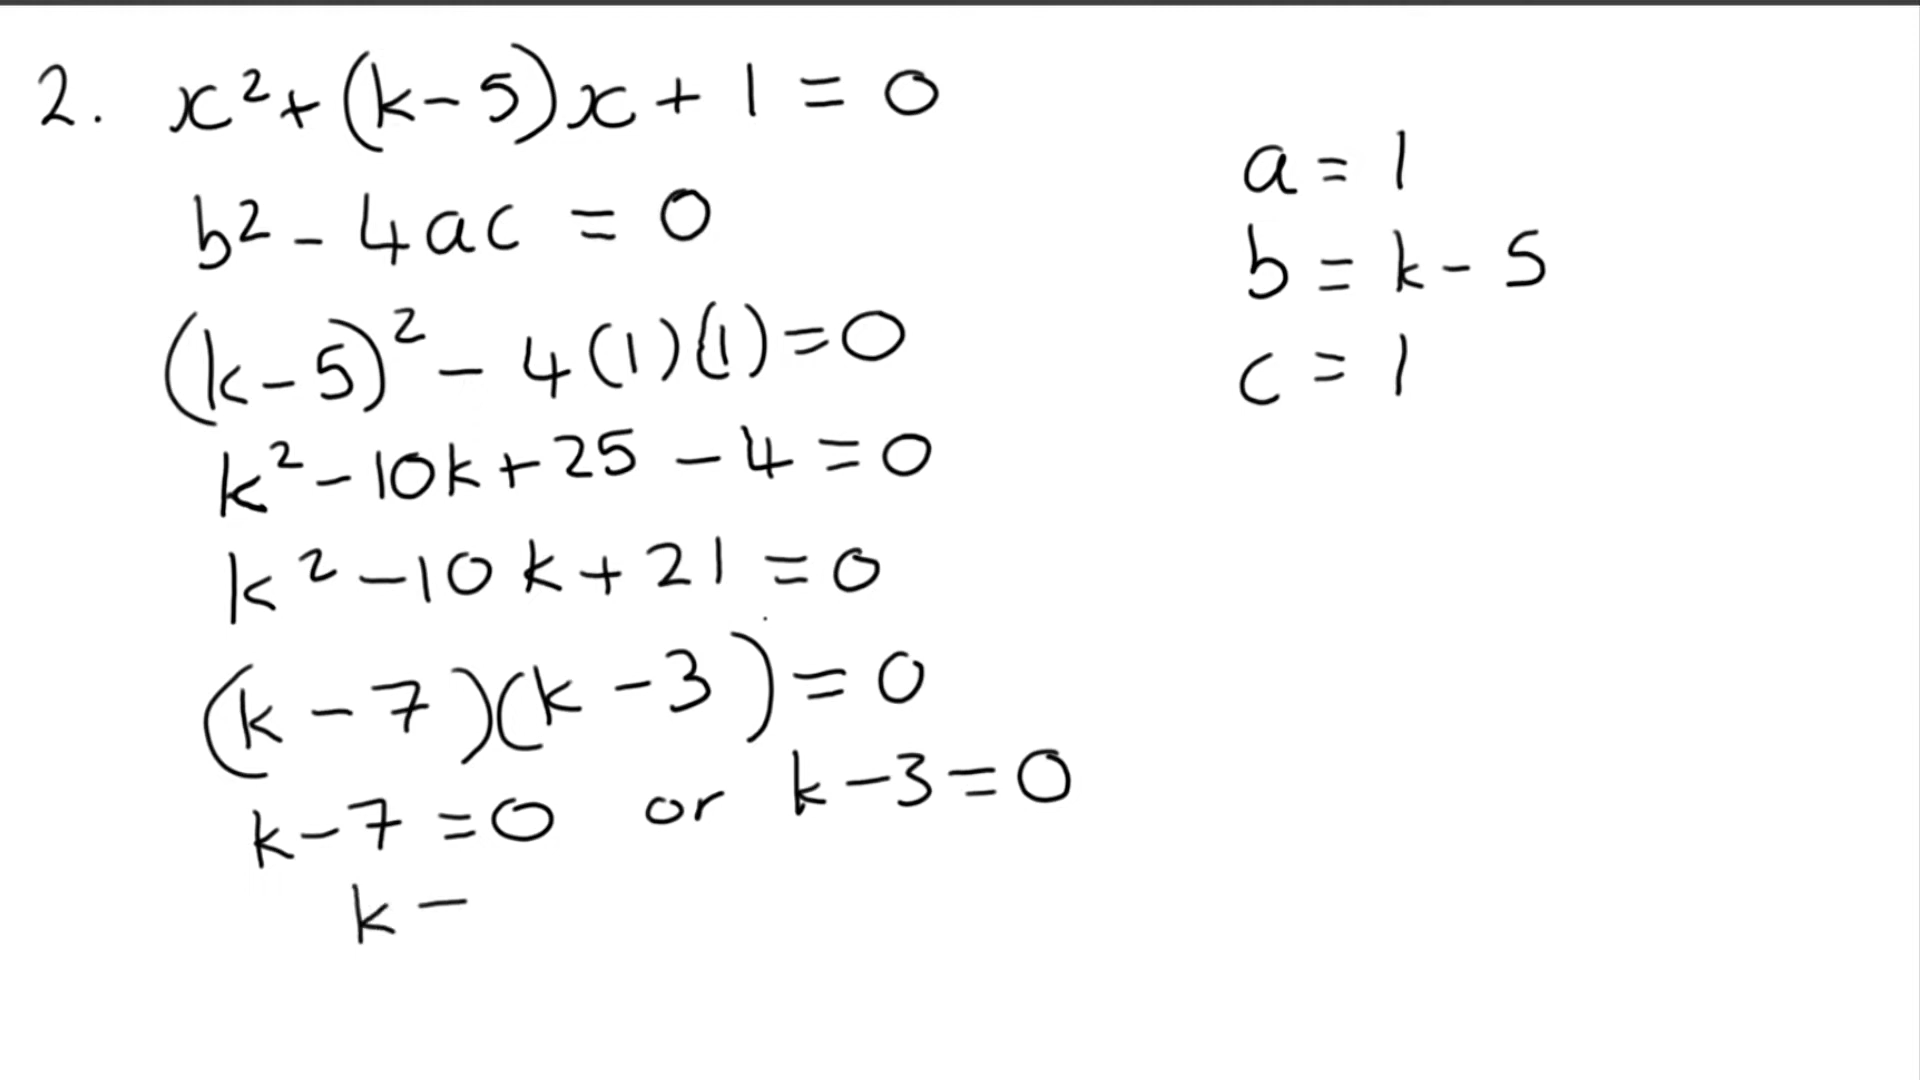 2. x² + (k - 5)x + 1 = 0
b² - 4ac = 0
(k - 5)² - 4(1)(1) = 0
k² - 10k + 25 - 4 = 0
k² - 10k + 21 = 0
(k - 7)(k - 3) = 0
k - 7 = 0 or k - 3 = 0
k -
a = 1
b = k - 5
c = 1